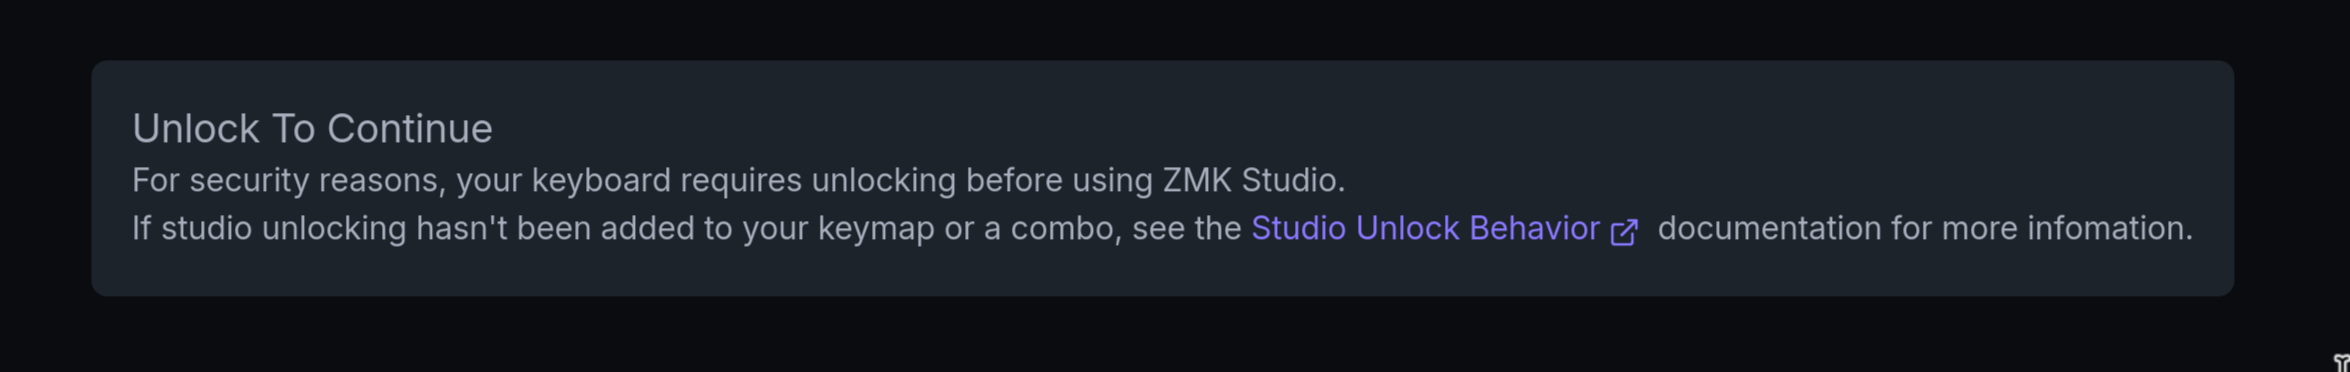 Unlock To Continue
For security reasons, your keyboard requires unlocking before using ZMK Studio.
If studio unlocking hasn't been added to your keymap or a combo, see the Studio Unlock Behavior documentation for more infomation.